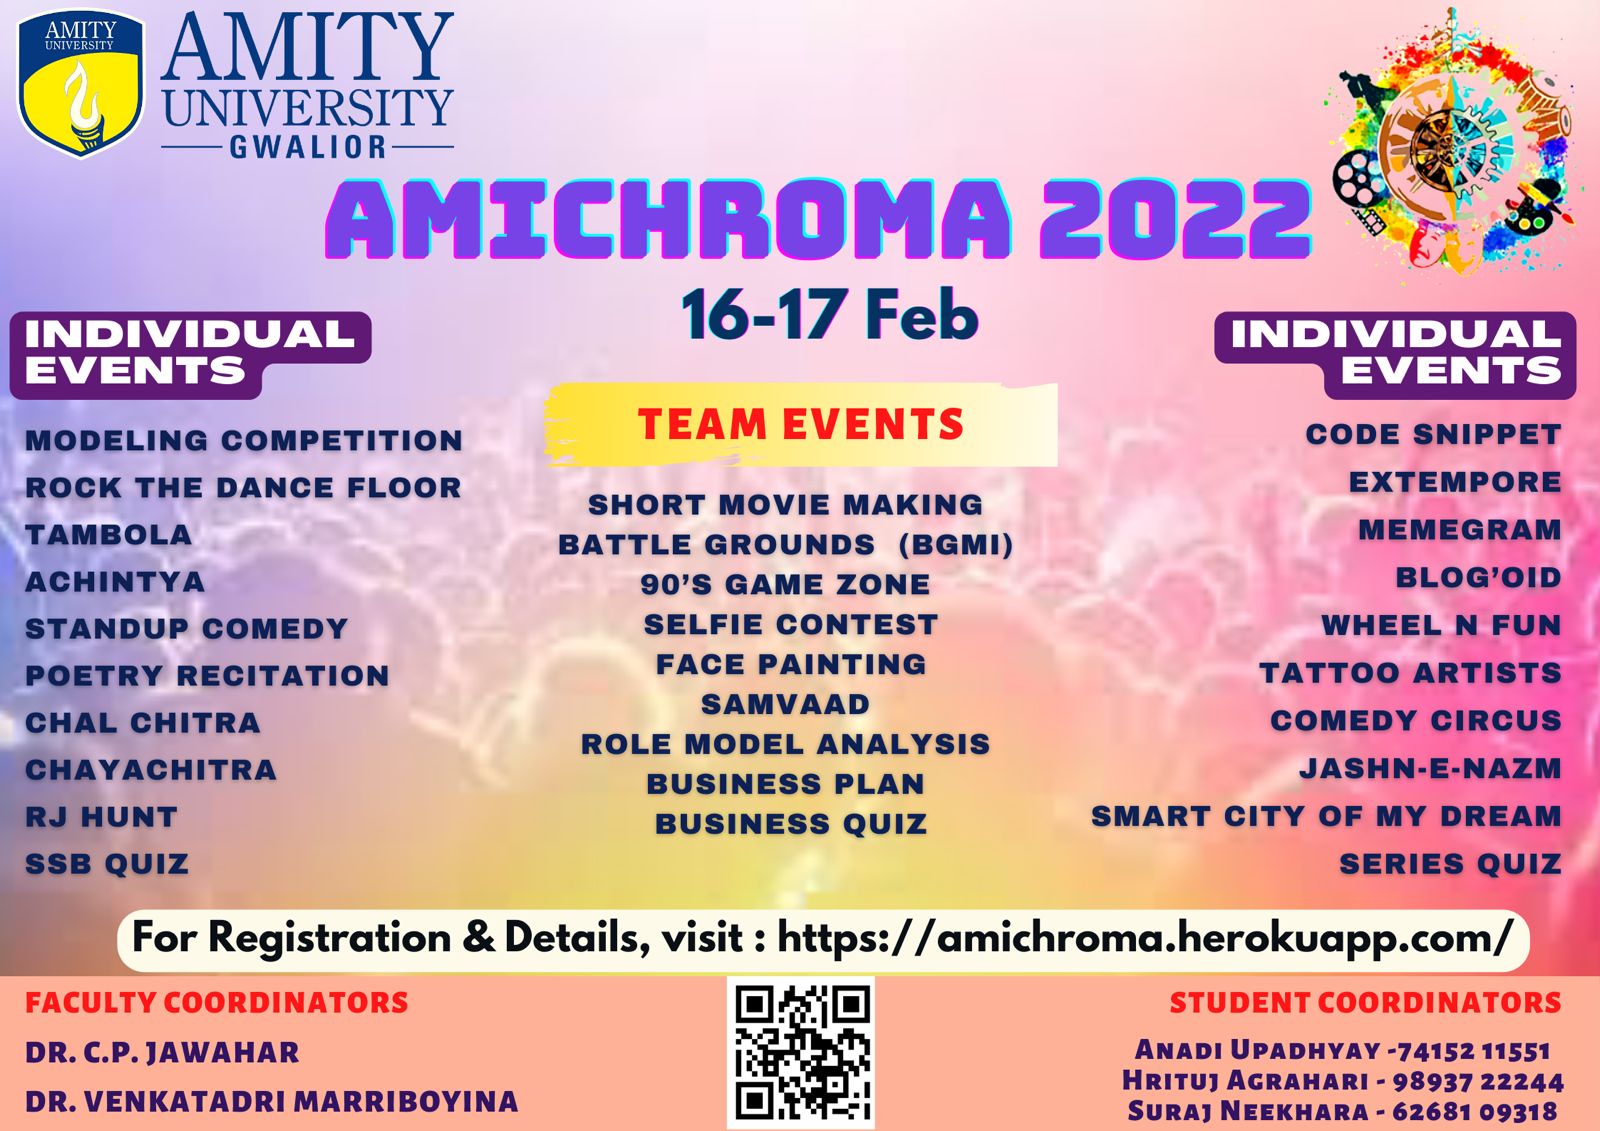 AMITY
UNIVERSITY
AMITY
UNIVERSITY
GWALIOR
AMICHROMA 2022
16-17 Feb
INDIVIDUAL
EVENTS
MODELING COMPETITION
ROCK THE DANCE FLOOR
TAMBOLA
ACHINTYA
STANDUP COMEDY
POETRY RECITATION
CHAL CHITRA
CHAYACHITRA
RJ HUNT
SSB QUIZ
TEAM EVENTS
SHORT MOVIE MAKING
BATTLE GROUNDS (BGMI)
90'S GAME ZONE
SELFIE CONTEST
FACE PAINTING
SAMVAAD
ROLE MODEL ANALYSIS
BUSINESS PLAN
BUSINESS QUIZ
INDIVIDUAL
EVENTS
CODE SNIPPET
EXTEMPORE
MEMEGRAM
BLOG'OID
WHEEL N FUN
TATTOO ARTISTS
COMEDY CIRCUS
JASHN-E-NAZM
SMART CITY OF MY DREAM
SERIES QUIZ
For Registration & Details, visit : https://amichroma.herokuapp.com/
FACULTY COORDINATORS
DR. C.P. JAWAHAR
DR. VENKATADRI MARRIBOYINA
STUDENT COORDINATORS
ANADI UPADHYAY -74152 11551
HRITUJ AGRAHARI - 98937 22244
SURAJ NEEKHARA - 62681 09318